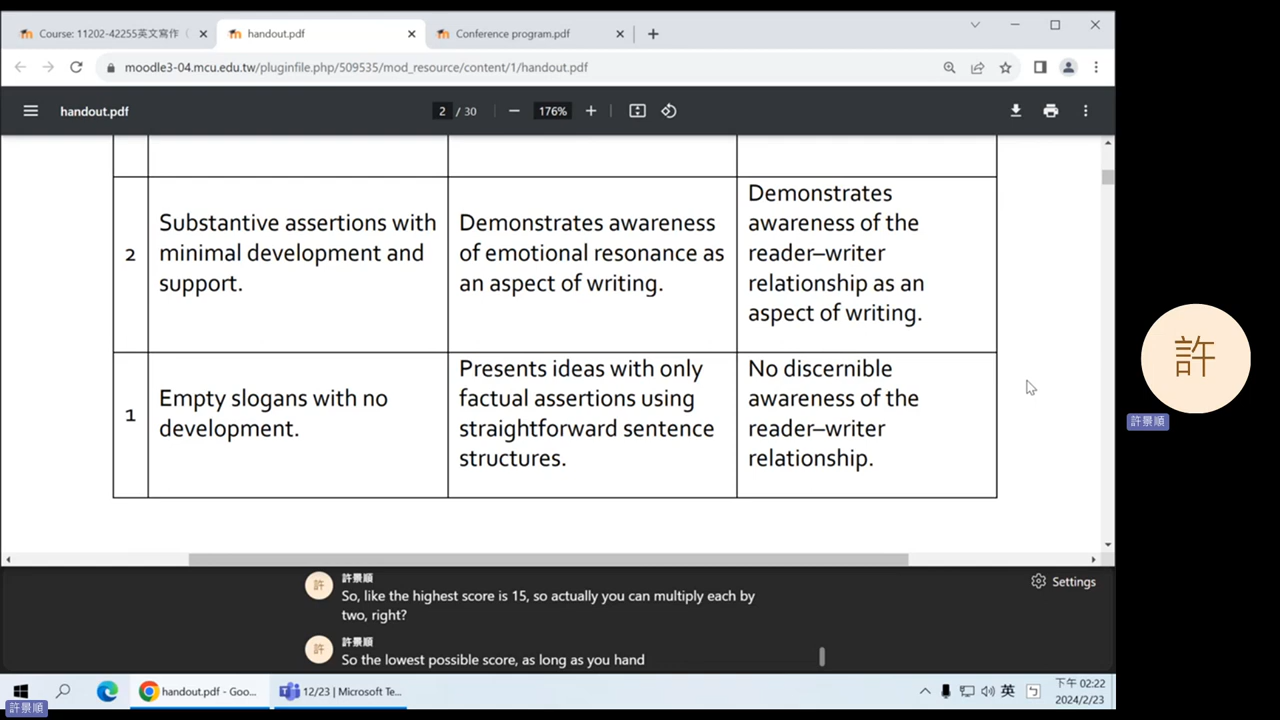 Course: 11202-42255英文寫作（
handout.pdf
Conference program.pdf
moodle3-04.mcu.edu.tw/pluginfile.php/509535/mod_resource/content/1/handout.pdf
handout.pdf
2 / 30
176%
2
Substantive assertions with
minimal development and
support.
Demonstrates awareness
of emotional resonance as
an aspect of writing.
Demonstrates
awareness of the
reader–writer
relationship as an
aspect of writing.
1
Empty slogans with no
development.
Presents ideas with only
factual assertions using
straightforward sentence
structures.
No discernible
awareness of the
reader–writer
relationship.
許
許景順
許
許景順
So, like the highest score is 15, so actually you can multiply each by
two, right?
許
許景順
So the lowest possible score, as long as you hand
Settings
handout.pdf - Goo...
12/23 | Microsoft Te...
英
ㄅ
下午 02:22
2024/2/23
許景順